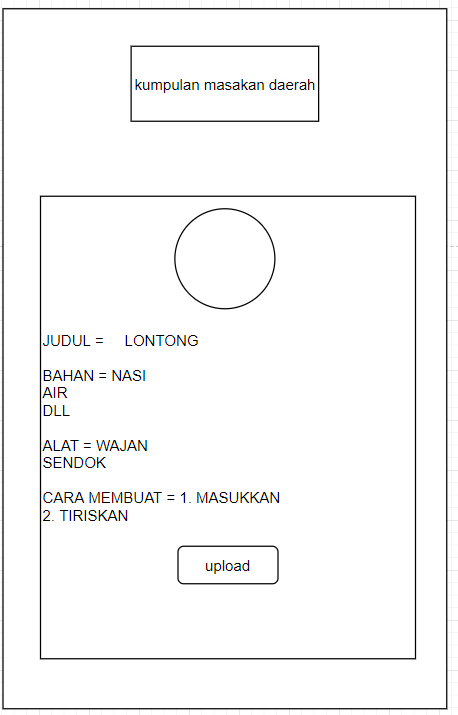 kumpulan masakan daerah
JUDUL = LONTONG
BAHAN = NASI
AIR
DLL
ALAT = WAJAN
SENDOK
CARA MEMBUAT = 1. MASUKKAN
2. TIRISKAN
upload